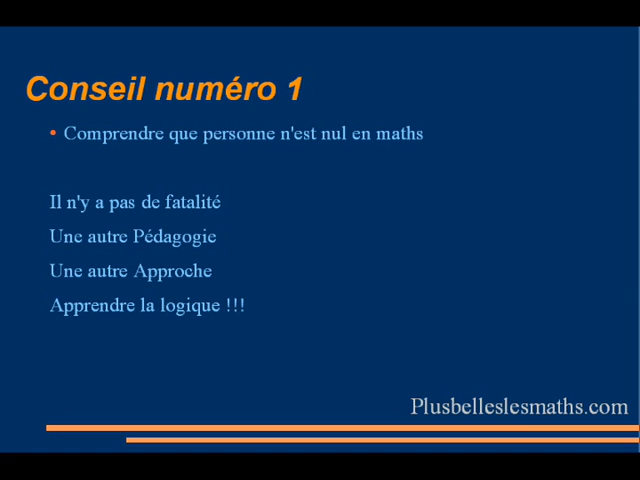 Conseil numéro 1
• Comprendre que personne n'est nul en maths
Il n'y a pas de fatalité
Une autre Pédagogie
Une autre Approche
Apprendre la logique !!!
Plusbelleslesmaths.com